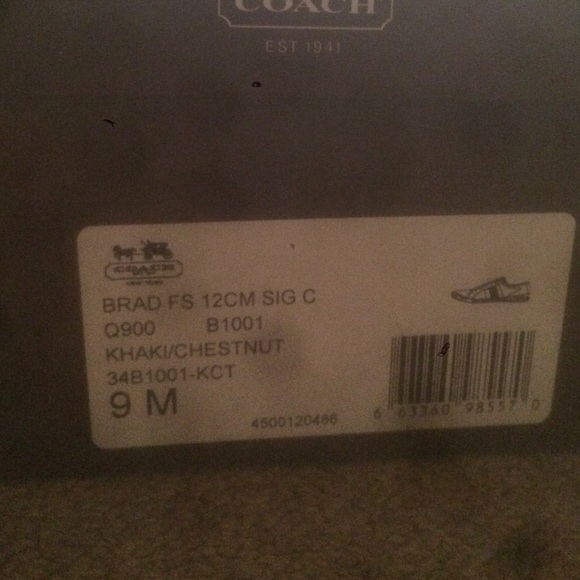 COACH
EST 1941
COACH
BRAD FS 12CM SIG C
Q900 B1001
KHAKI/CHESTNUT
34B1001-KCT
9 M
4500120486
6 63360 98557 0